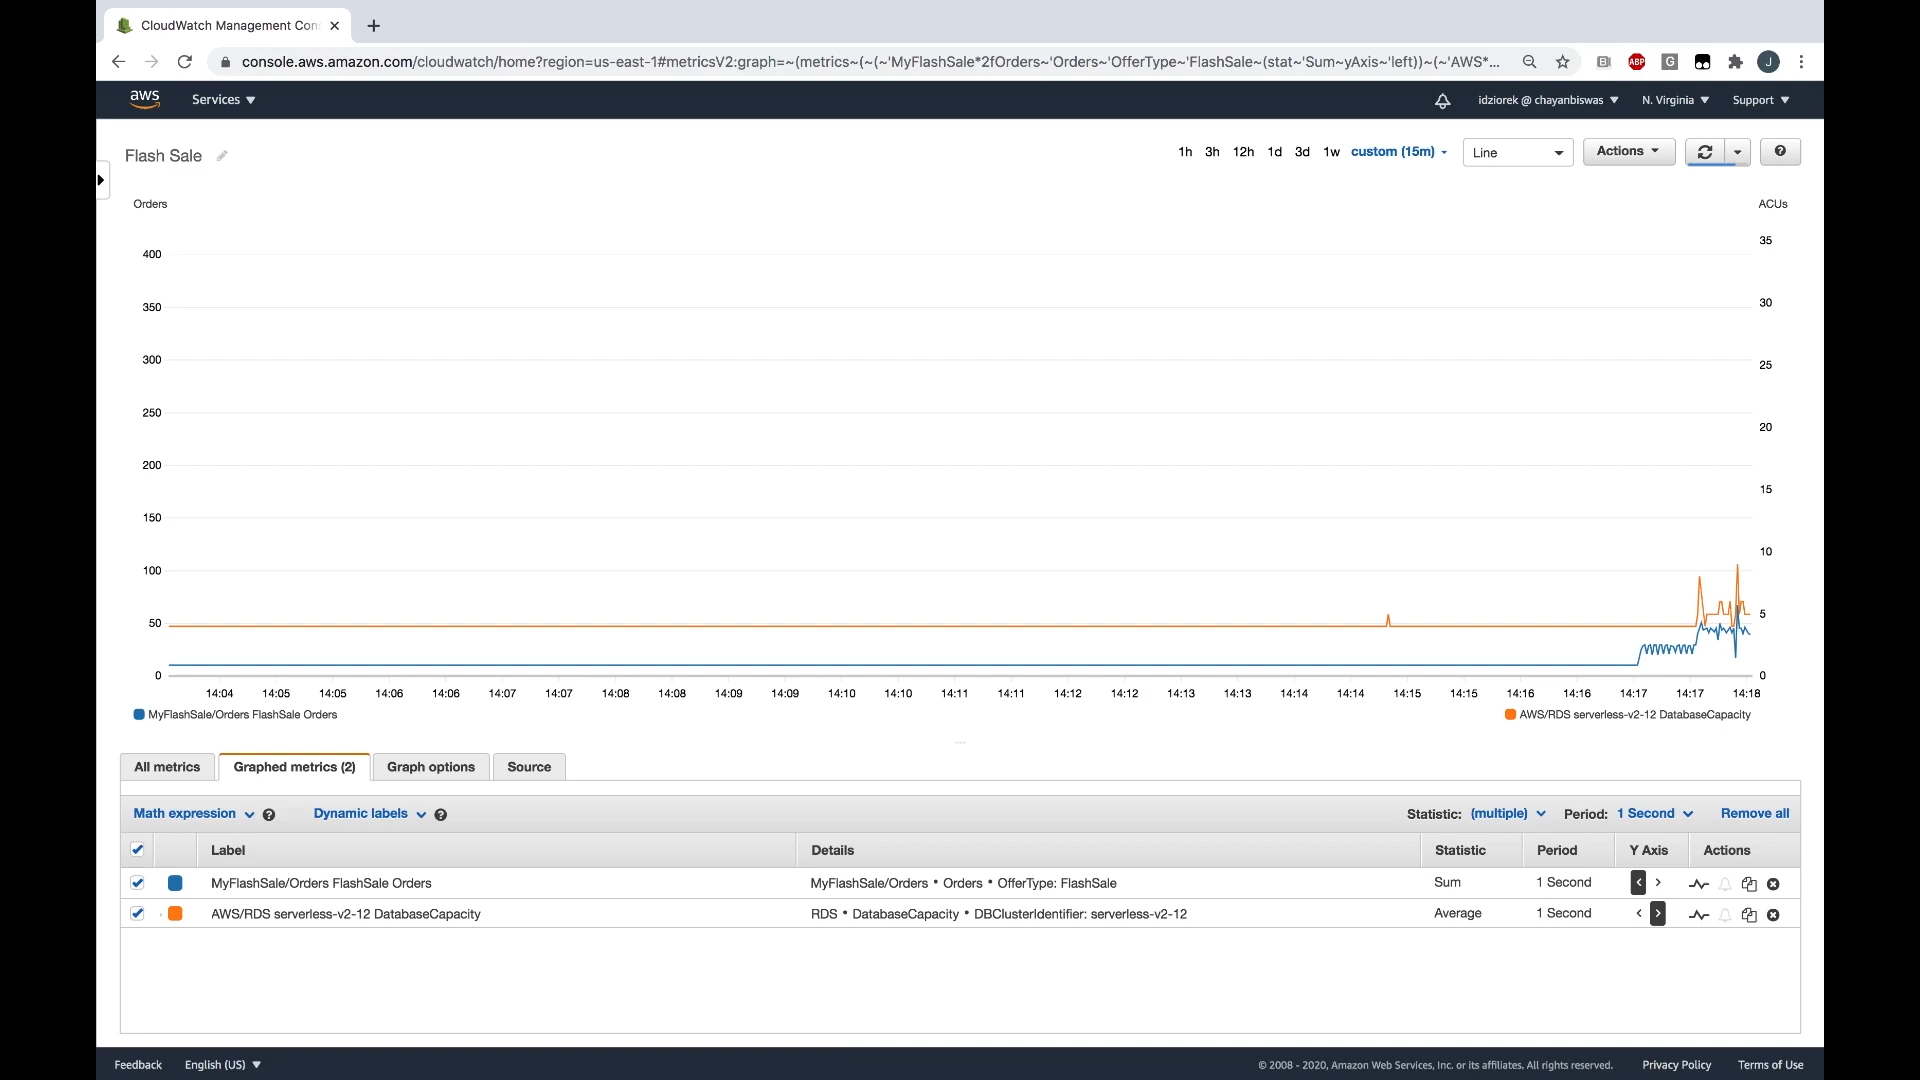 CloudWatch Management Con
console.aws.amazon.com/cloudwatch/home?region=us-east-1#metricsV2:graph=~(metrics~(~(~'MyFlashSale*2fOrders~'Orders~'OfferType~'FlashSale~(stat~'Sum~yAxis~'left))~(~'AWS*... ABP G J
aws Services idziorek @ chayanbiswas N. Virginia Support
Flash Sale 1h 3h 12h 1d 3d 1w custom (15m) Line Actions
Orders ACUs
400 35
350 30
300 25
250 20
200 15
150 10
100 5
50
0 0
14:04 14:05 14:05 14:06 14:06 14:07 14:07 14:08 14:08 14:09 14:09 14:10 14:10 14:11 14:11 14:12 14:12 14:13 14:13 14:14 14:14 14:15 14:15 14:16 14:16 14:17 14:17 14:18
MyFlashSale/Orders FlashSale Orders AWS/RDS serverless-v2-12 DatabaseCapacity
All metrics Graphed metrics (2) Graph options Source
Math expression Dynamic labels Statistic: (multiple) Period: 1 Second Remove all
Label Details Statistic Period Y Axis Actions
MyFlashSale/Orders FlashSale Orders MyFlashSale/Orders • Orders • OfferType: FlashSale Sum 1 Second
AWS/RDS serverless-v2-12 DatabaseCapacity RDS • DatabaseCapacity • DBClusterIdentifier: serverless-v2-12 Average 1 Second
Feedback English (US) © 2008 - 2020, Amazon Web Services, Inc. or its affiliates. All rights reserved. Privacy Policy Terms of Use